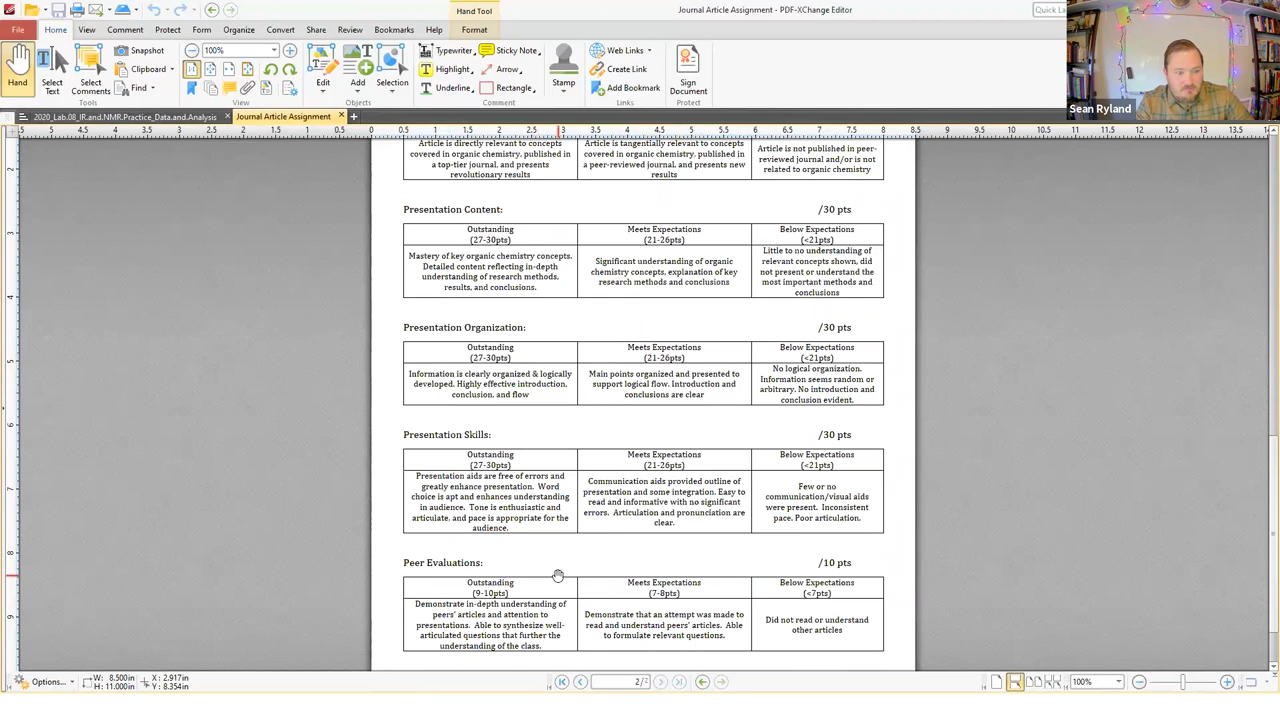 Hand Tool
Journal Article Assignment - PDF-XChange Editor
Quick La
File
Home
View
Comment
Protect
Form
Organize
Convert
Share
Review
Bookmarks
Help
Format
Hand
Select
Text
Select
Comments
Snapshot
Clipboard
Find
Tools
100%
View
Edit
Add
Selection
Objects
Typewriter
Highlight
Underline
Sticky Note
Arrow
Rectangle
Comment
Stamp
Web Links
Create Link
Add Bookmark
Links
Sign
Document
Protect
Sean Ryland
2020_Lab.08_IR.and.NMR.Practice_Data.and.Analysis
Journal Article Assignment
Article is directly relevant to concepts
covered in organic chemistry, published in
a top-tier journal, and presents
revolutionary results
Article is tangentially relevant to concepts
covered in organic chemistry, published in
a peer-reviewed journal, and presents new
results
Article is not published in peer-
reviewed journal and/or is not
related to organic chemistry
Presentation Content: /30 pts
Outstanding
(27-30pts)
Meets Expectations
(21-26pts)
Below Expectations
(<21pts)
Mastery of key organic chemistry concepts.
Detailed content reflecting in-depth
understanding of research methods,
results, and conclusions.
Significant understanding of organic
chemistry concepts, explanation of key
research methods and conclusions
Little to no understanding of
relevant concepts shown, did
not present or understand the
most important methods and
conclusions
Presentation Organization: /30 pts
Outstanding
(27-30pts)
Meets Expectations
(21-26pts)
Below Expectations
(<21pts)
Information is clearly organized & logically
developed. Highly effective introduction,
conclusion, and flow
Main points organized and presented to
support logical flow. Introduction and
conclusions are clear
No logical organization.
Information seems random or
arbitrary. No introduction and
conclusion evident.
Presentation Skills: /30 pts
Outstanding
(27-30pts)
Meets Expectations
(21-26pts)
Below Expectations
(<21pts)
Presentation aids are free of errors and
greatly enhance presentation. Word
choice is apt and enhances understanding
in audience. Tone is enthusiastic and
articulate, and pace is appropriate for the
audience.
Communication aids provided outline of
presentation and some integration. Easy to
read and informative with no significant
errors. Articulation and pronunciation are
clear.
Few or no
communication/visual aids
were present. Inconsistent
pace. Poor articulation.
Peer Evaluations: /10 pts
Outstanding
(9-10pts)
Meets Expectations
(7-8pts)
Below Expectations
(<7pts)
Demonstrate in-depth understanding of
peers' articles and attention to
presentations. Able to synthesize well-
articulated questions that further the
understanding of the class.
Demonstrate that an attempt was made to
read and understand peers' articles. Able
to formulate relevant questions.
Did not read or understand
other articles
Options...
W: 8.500in
H: 11.000in
X: 2.917in
Y: 8.354in
2/2
100%